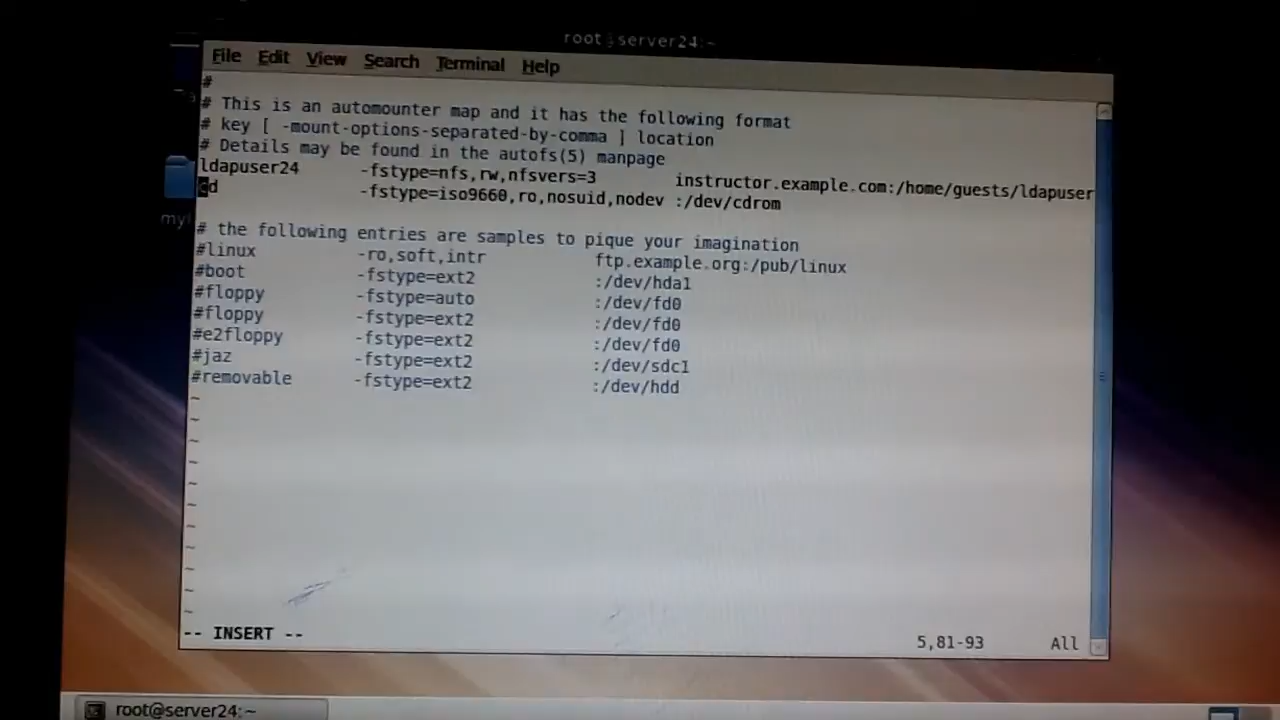 root@server24:~
File Edit View Search Terminal Help
#
# This is an automounter map and it has the following format
# key [ -mount-options-separated-by-comma ] location
# Details may be found in the autofs(5) manpage
ldapuser24 -fstype=nfs,rw,nfsvers=3 instructor.example.com:/home/guests/ldapuser
cd -fstype=iso9660,ro,nosuid,nodev :/dev/cdrom
# the following entries are samples to pique your imagination
#linux -ro,soft,intr ftp.example.org:/pub/linux
#boot -fstype=ext2 :/dev/hda1
#floppy -fstype=auto :/dev/fd0
#floppy -fstype=ext2 :/dev/fd0
#e2floppy -fstype=ext2 :/dev/fd0
#jaz -fstype=ext2 :/dev/sdc1
#removable -fstype=ext2 :/dev/hdd
~
~
~
~
~
~
~
~
~
~
~
-- INSERT -- 5,81-93 All
root@server24:~